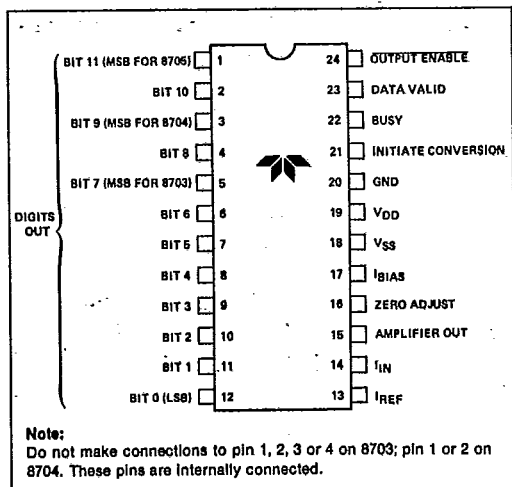 BIT 11 (MSB FOR 8705) 1
BIT 10 2
BIT 9 (MSB FOR 8704) 3
BIT 8 4
BIT 7 (MSB FOR 8703) 5
BIT 6 6
BIT 5 7
BIT 4 8
BIT 3 9
BIT 2 10
BIT 1 11
BIT 0 (LSB) 12
DIGITS
OUT
24 OUTPUT ENABLE
23 DATA VALID
22 BUSY
21 INITIATE CONVERSION
20 GND
19 VDD
18 VSS
17 IBIAS
16 ZERO ADJUST
15 AMPLIFIER OUT
14 IIN
13 IREF
Note:
Do not make connections to pin 1, 2, 3 or 4 on 8703; pin 1 or 2 on
8704. These pins are internally connected.